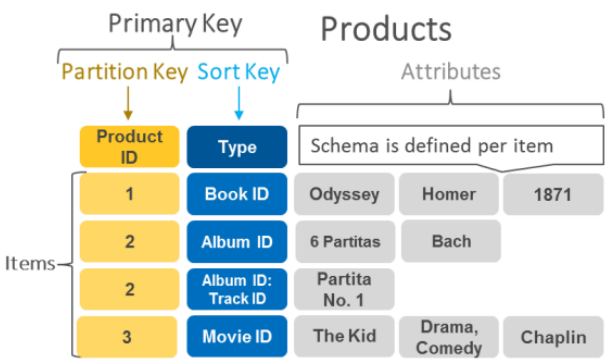 Primary Key
Products
Partition Key
Sort Key
Attributes
Product
ID
Type
Schema is defined per item
1
Book ID
Odyssey
Homer
1871
Items
2
Album ID
6 Partitas
Bach
2
Album ID:
Track ID
Partita
No. 1
3
Movie ID
The Kid
Drama,
Comedy
Chaplin